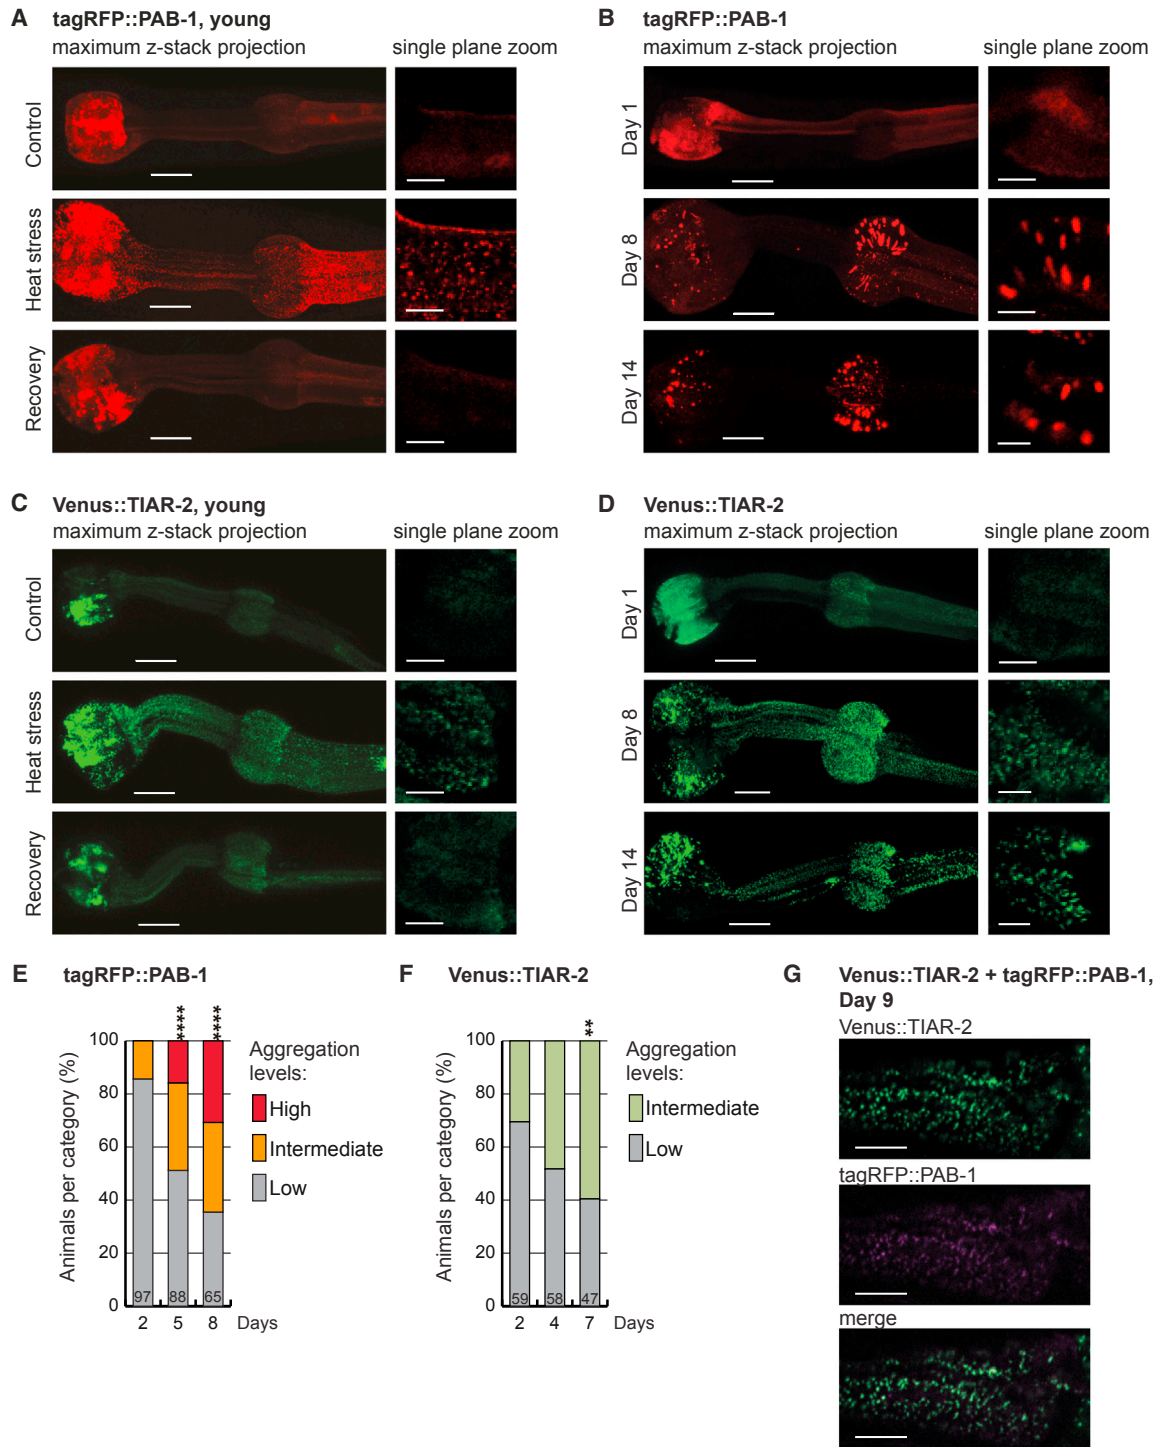 A tagRFP::PAB-1, young
maximum z-stack projection
single plane zoom
Control
Heat stress
Recovery
B tagRFP::PAB-1
maximum z-stack projection
single plane zoom
Day 1
Day 8
Day 14
C Venus::TIAR-2, young
maximum z-stack projection
single plane zoom
Control
Heat stress
Recovery
D Venus::TIAR-2
maximum z-stack projection
single plane zoom
Day 1
Day 8
Day 14
E tagRFP::PAB-1
Animals per category (%)
100
80
60
40
20
0
****
****
97
88
65
2 5 8 Days
Aggregation
levels:
High
Intermediate
Low
F Venus::TIAR-2
Animals per category (%)
100
80
60
40
20
0
**
59
58
47
2 4 7 Days
Aggregation
levels:
Intermediate
Low
G Venus::TIAR-2 + tagRFP::PAB-1,
Day 9
Venus::TIAR-2
tagRFP::PAB-1
merge